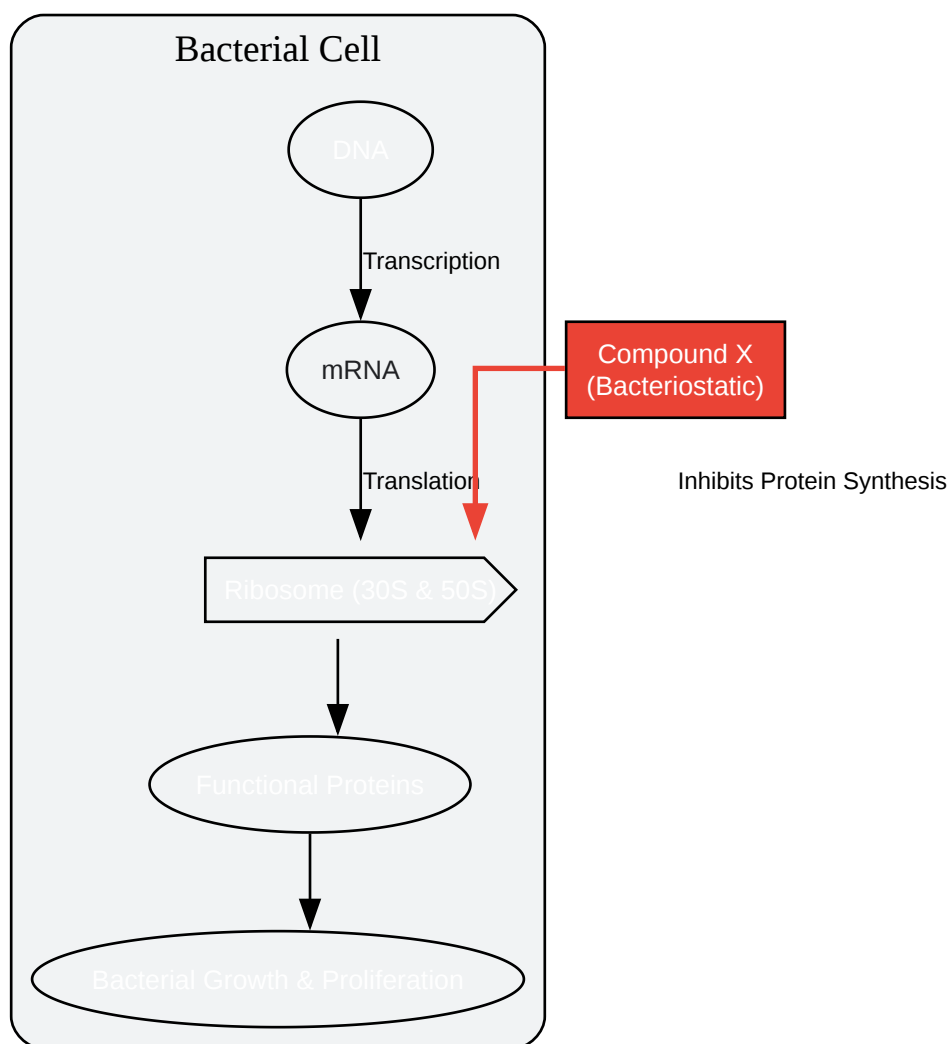 Bacterial Cell
DNA
Transcription
mRNA
Compound X
(Bacteriostatic)
Translation
Inhibits Protein Synthesis
Ribosome (30S & 50S)
Functional Proteins
Bacterial Growth & Proliferation